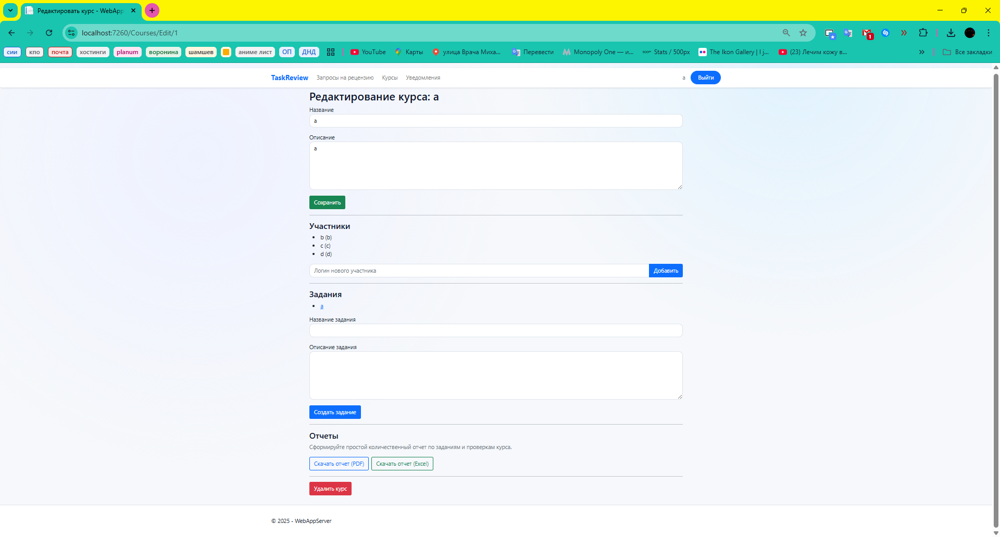 Редактировать курс - WebApp
localhost:7260/Courses/Edit/1
1
сии кпо почта хостинги planum воронина шамшев аниме лист ОП ДНД YouTube Карты улица Врача Миха... Перевести Monopoly One — и... Stats / 500px The Ikon Gallery | I j... (23) Лечим кожу в... Все закладки
TaskReview Запросы на рецензию Курсы Уведомления a Выйти
Редактирование курса: a
Название
a
Описание
a
Сохранить
Участники
b (b)
c (c)
d (d)
Логин нового участника Добавить
Задания
a
Название задания
Описание задания
Создать задание
Отчеты
Сформируйте простой количественный отчет по заданиям и проверкам курса.
Скачать отчет (PDF) Скачать отчет (Excel)
Удалить курс
© 2025 - WebAppServer